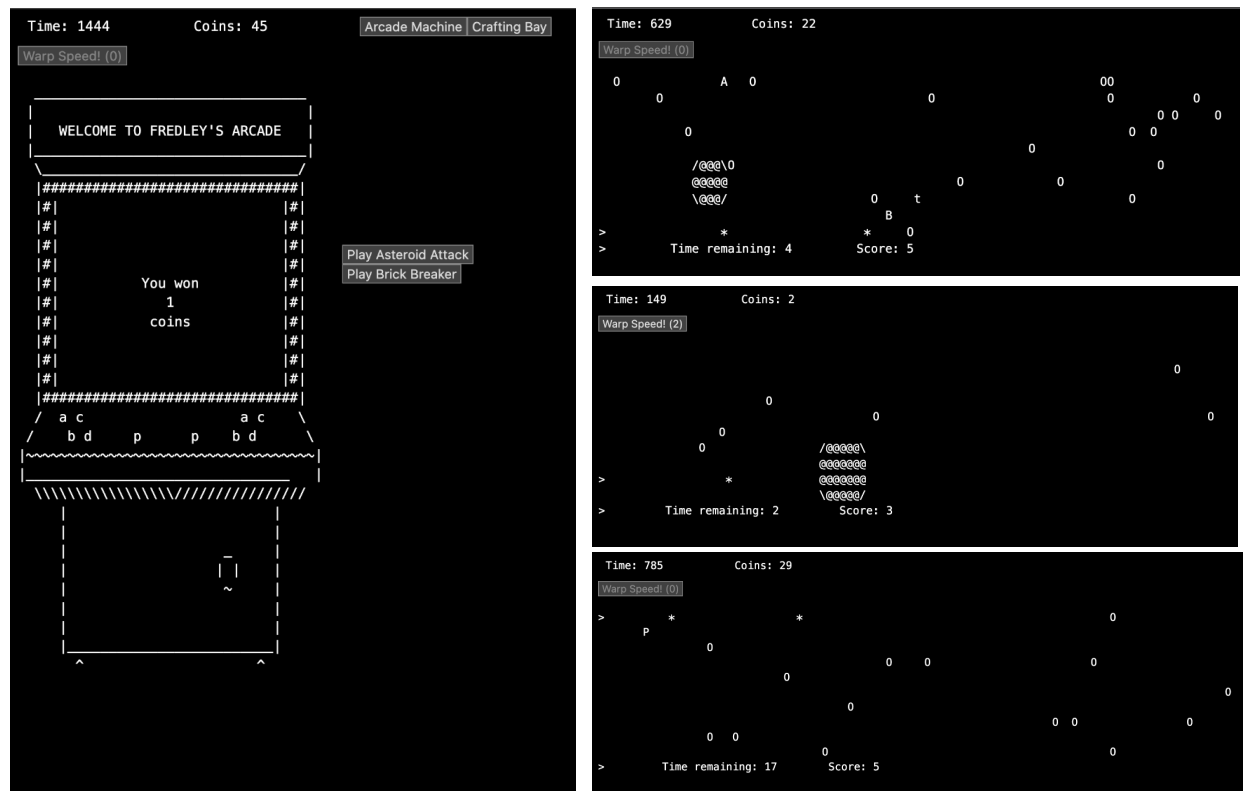 Time: 1444 Coins: 45 Arcade Machine Crafting Bay
Warp Speed! (0)
WELCOME TO FREDLEY'S ARCADE
You won
1
coins
Play Asteroid Attack
Play Brick Breaker
a c a c
b d p p b d
Time: 629 Coins: 22
Warp Speed! (0)
O A O OO
O O O O
O O O
O O O
O
/@@@\O O
@@@@@ O O
\@@@/ O t O
B
> * * O
> Time remaining: 4 Score: 5
Time: 149 Coins: 2
Warp Speed! (2)
O
O
O O
O
O /@@@@@\
@@@@@@@
> * @@@@@@@
\@@@@@/
> Time remaining: 2 Score: 3
Time: 785 Coins: 29
Warp Speed! (0)
> * * O
P
O
O O O
O
O
O
O O O
O O
O O
> Time remaining: 17 Score: 5